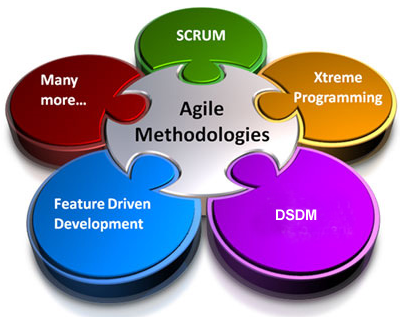 SCRUM
Many
more...
Xtreme
Programming
Agile
Methodologies
Feature Driven
Development
DSDM